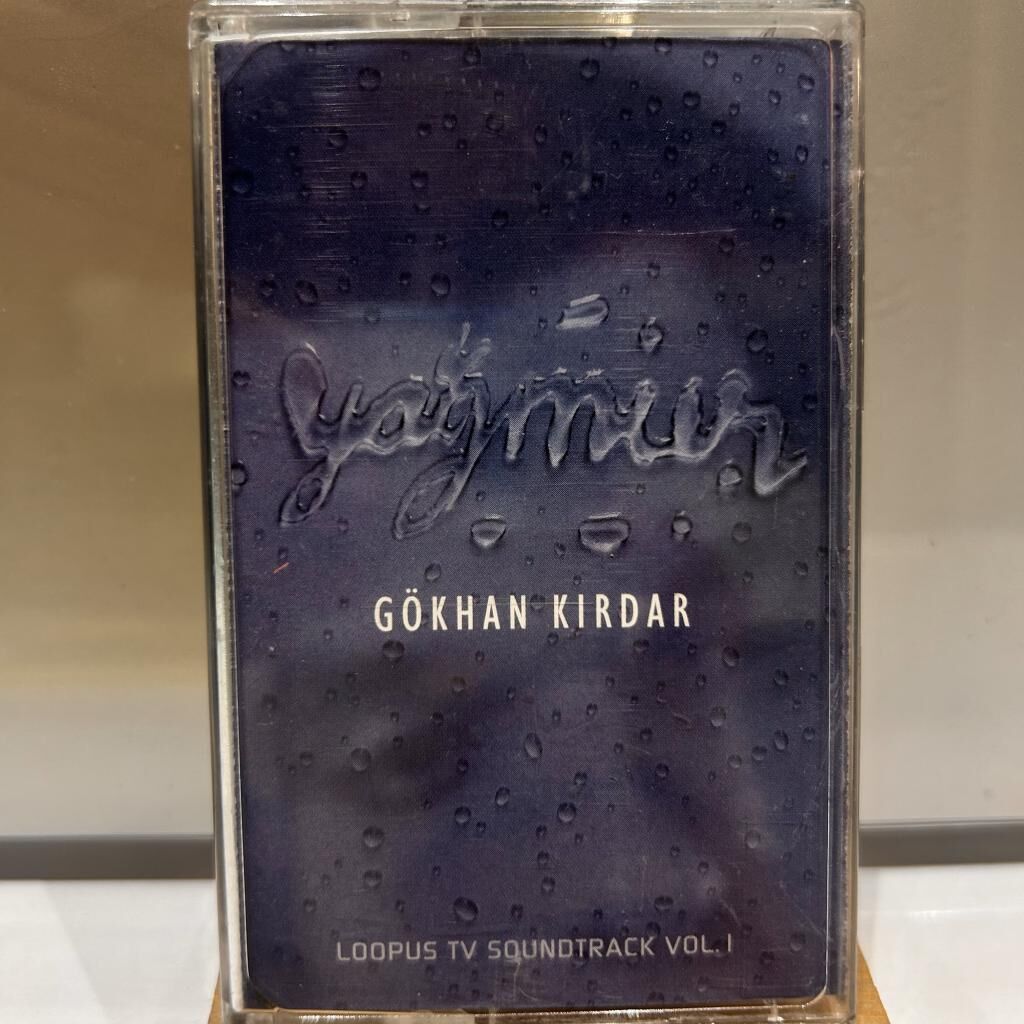 yağmur
GÖKHAN KIRDAR
LOOPUS TV SOUNDTRACK VOL. I